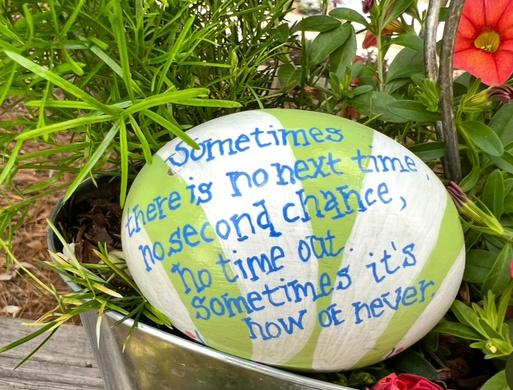 Sometimes
there is no next time,
no second chance,
no time out.
Sometimes it's
now or never.